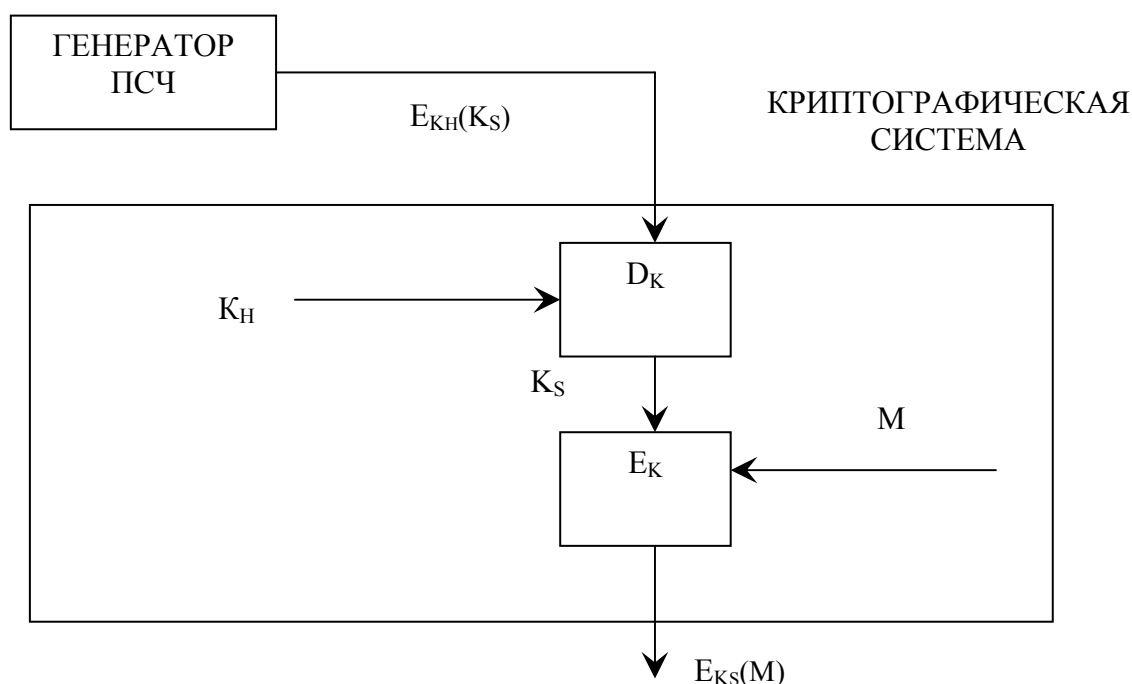 ГЕНЕРАТОР
ПСЧ
E_KH(K_S)
КРИПТОГРАФИЧЕСКАЯ
СИСТЕМА
D_K
K_H
K_S
M
E_K
E_KS(M)